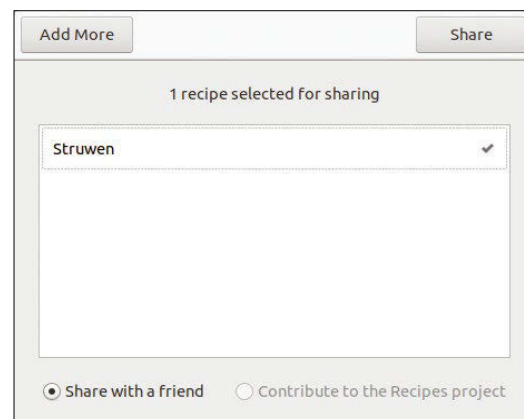 Add More Share
1 recipe selected for sharing
Struwen
Share with a friend Contribute to the Recipes project